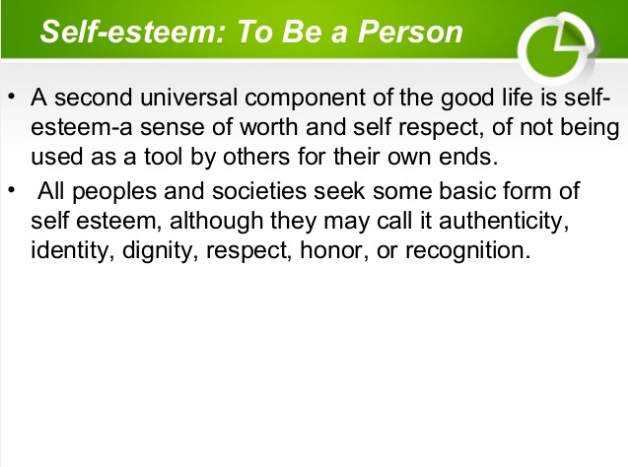 Self-esteem: To Be a Person
• A second universal component of the good life is self-
esteem-a sense of worth and self respect, of not being
used as a tool by others for their own ends.
• All peoples and societies seek some basic form of
self esteem, although they may call it authenticity,
identity, dignity, respect, honor, or recognition.